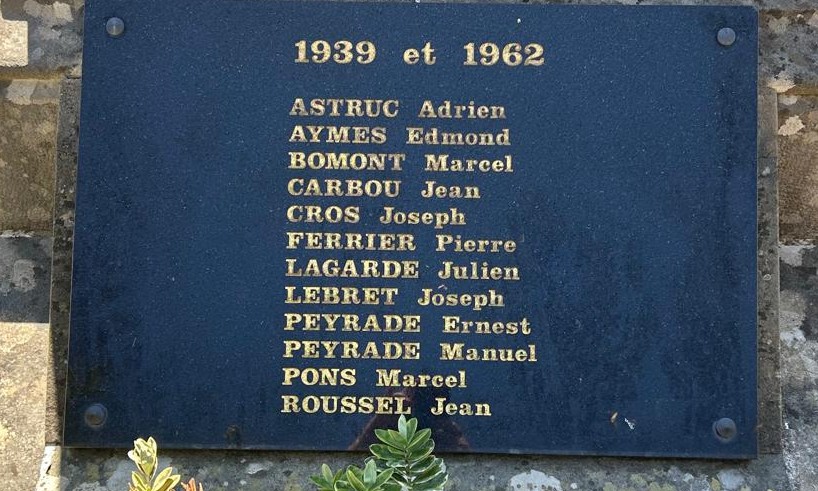 1939 et 1962
ASTRUC Adrien
AYMES Edmond
BOMONT Marcel
CARBOU Jean
CROS Joseph
FERRIER Pierre
LAGARDE Julien
LEBRET Joseph
PEYRADE Ernest
PEYRADE Manuel
PONS Marcel
ROUSSEL Jean